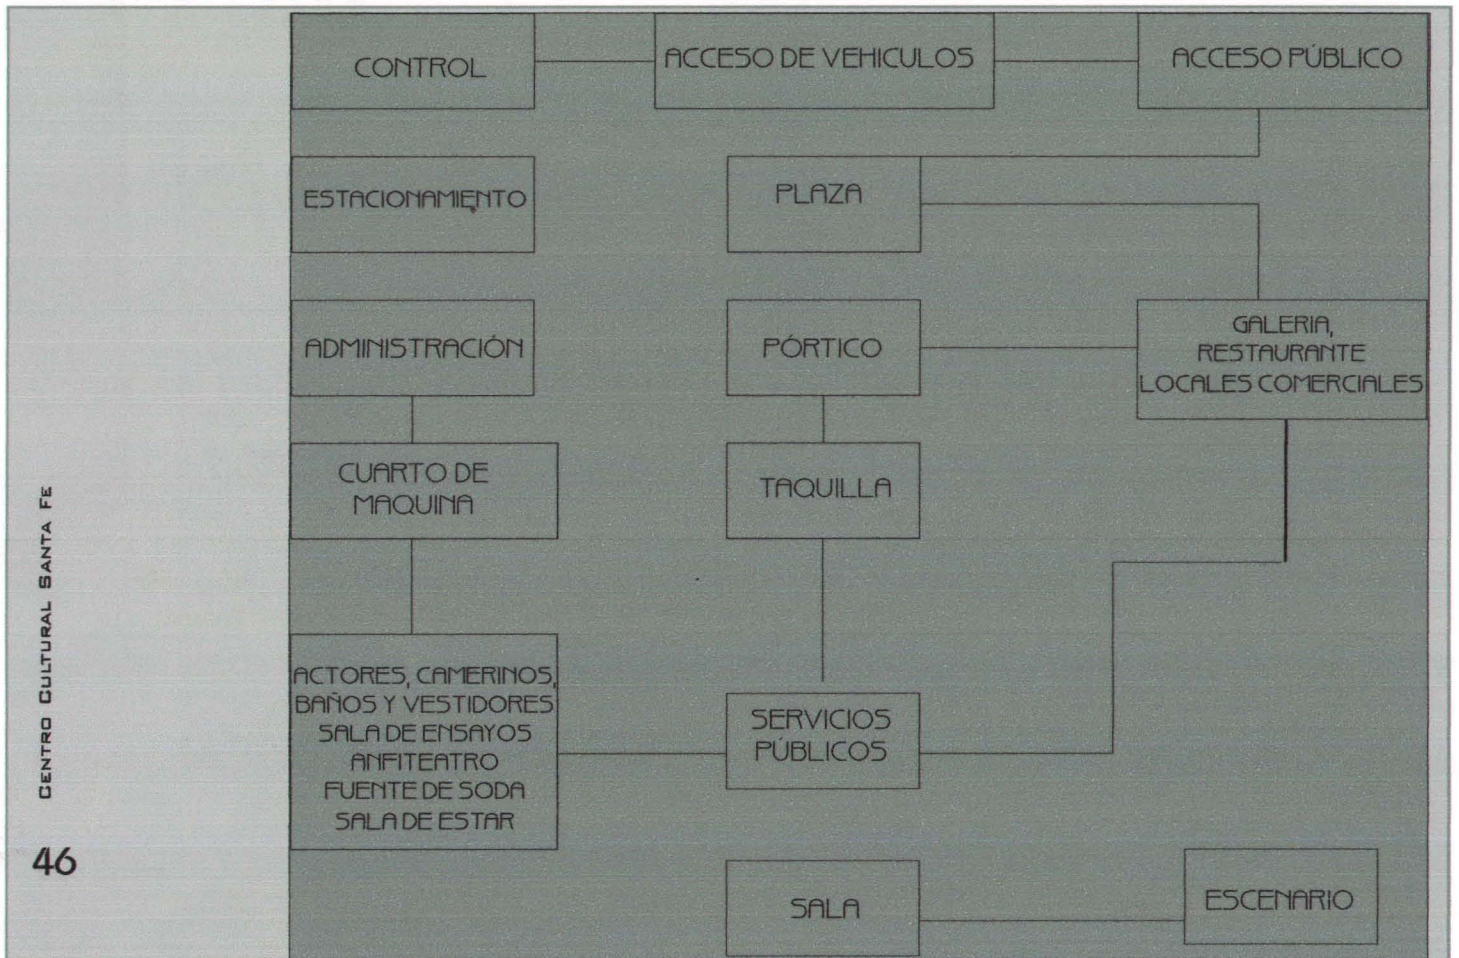 CONTROL
ACCESO DE VEHICULOS
ACCESO PÚBLICO
ESTACIONAMIENTO
PLAZA
ADMINISTRACIÓN
PÓRTICO
GALERIA,
RESTAURANTE
LOCALES COMERCIALES
CUARTO DE
MAQUINA
TAQUILLA
ACTORES, CAMERINOS,
BAÑOS Y VESTIDORES
SALA DE ENSAYOS
ANFITEATRO
FUENTE DE SODA
SALA DE ESTAR
SERVICIOS
PÚBLICOS
SALA
ESCENARIO
CENTRO CULTURAL SANTA FE
46